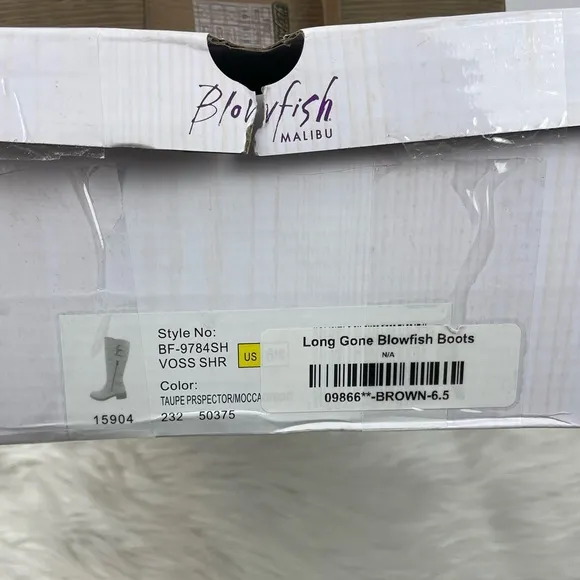 Blowfish
MALIBU
Style No:
BF-9784SH
VOSS SHR
US
Color:
TAUPE PRSPECTOR/MOCCA
232 50375
15904
Long Gone Blowfish Boots
N/A
09866**-BROWN-6.5